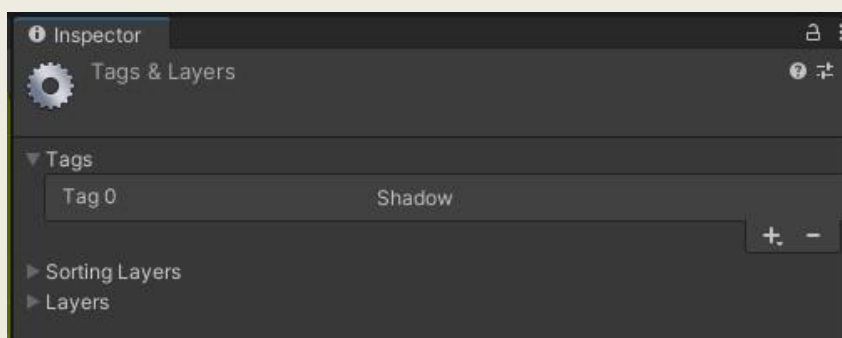 Inspector
Tags & Layers
Tags
Tag 0 Shadow
Sorting Layers
Layers